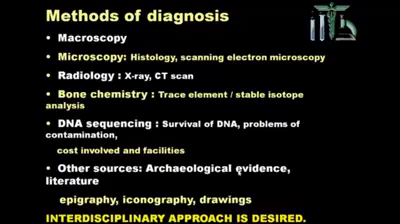 Methods of diagnosis
• Macroscopy
• Microscopy: Histology, scanning electron microscopy
• Radiology : X-ray, CT scan
• Bone chemistry : Trace element / stable isotope
analysis
• DNA sequencing : Survival of DNA, problems of
contamination,
cost involved and facilities
• Other sources: Archaeological evidence,
literature
epigraphy, iconography, drawings
INTERDISCIPLINARY APPROACH IS DESIRED.